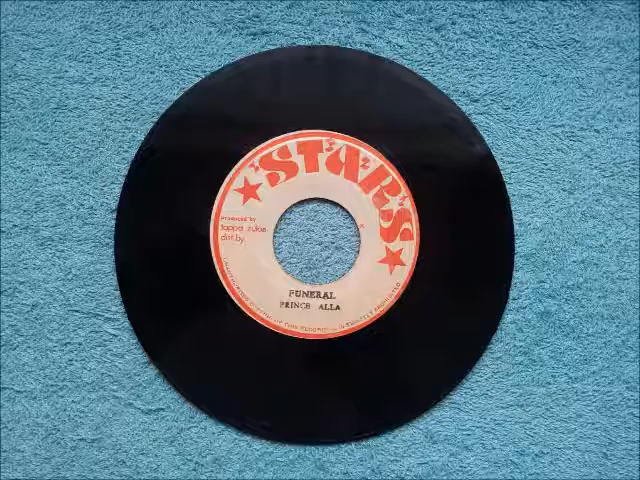 STARS
produced by
tappa zukie
dist. by
FUNERAL
PRINCE ALLA